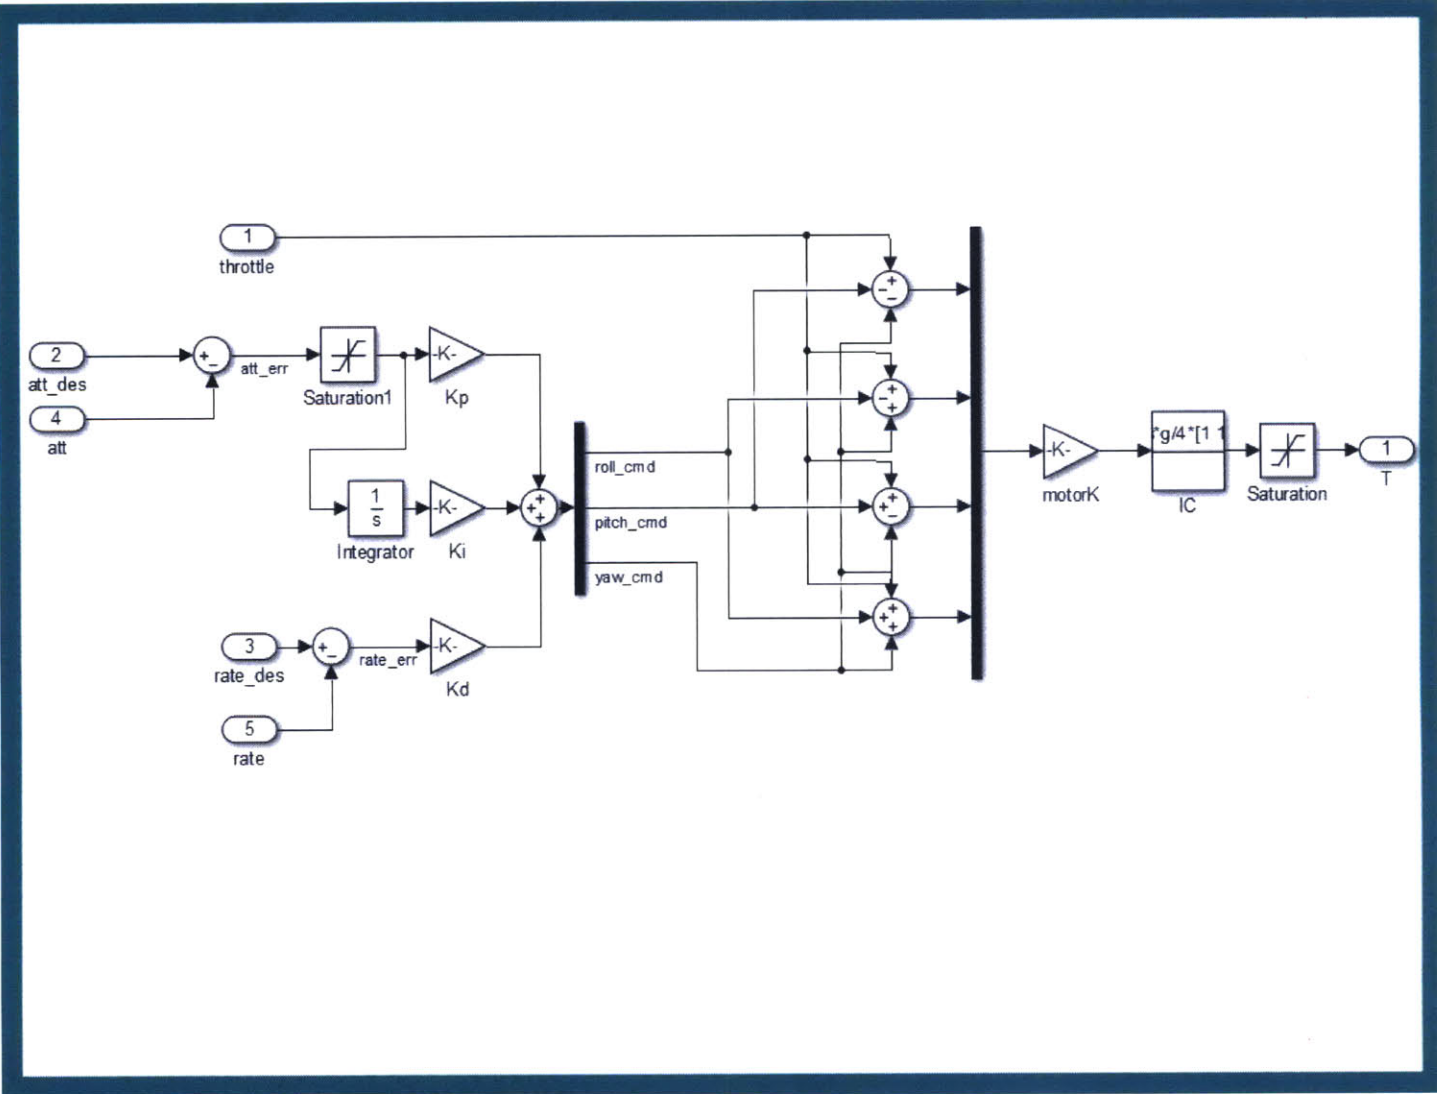 1
throttle
2
att_des
4
att
att_err
Saturation1
-K-
Kp
1
s
Integrator
-K-
Ki
3
rate_des
5
rate
rate_err
-K-
Kd
roll_cmd
pitch_cmd
yaw_cmd
-K-
motorK
*g/4*[1 1
IC
Saturation
1
T